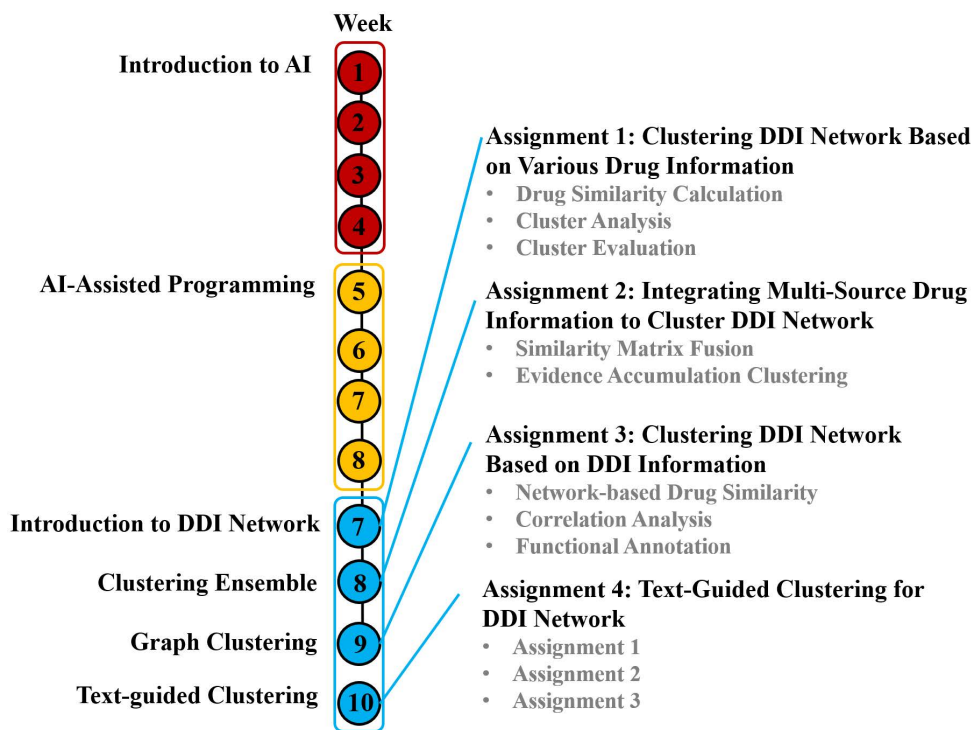 Week
Introduction to AI
1
2
3
4
AI-Assisted Programming
5
6
7
8
Introduction to DDI Network
7
Clustering Ensemble
8
Graph Clustering
9
Text-guided Clustering
10
Assignment 1: Clustering DDI Network Based
on Various Drug Information
• Drug Similarity Calculation
• Cluster Analysis
• Cluster Evaluation
Assignment 2: Integrating Multi-Source Drug
Information to Cluster DDI Network
• Similarity Matrix Fusion
• Evidence Accumulation Clustering
Assignment 3: Clustering DDI Network
Based on DDI Information
• Network-based Drug Similarity
• Correlation Analysis
• Functional Annotation
Assignment 4: Text-Guided Clustering for
DDI Network
• Assignment 1
• Assignment 2
• Assignment 3